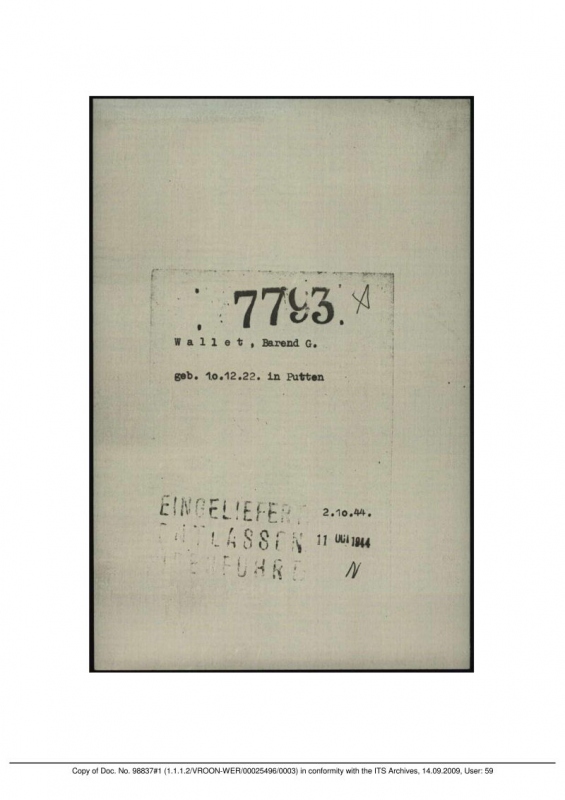 7793.
Wallet, Barend G.
geb. 1o.12.22. in Putten
EINGELIEFERT 2.1o.44.
ENTLASSEN 11 OCT 1944
N
Copy of Doc. No. 98837#1 (1.1.1.2/VROON-WER/00025496/0003) in conformity with the ITS Archives, 14.09.2009, User: 59